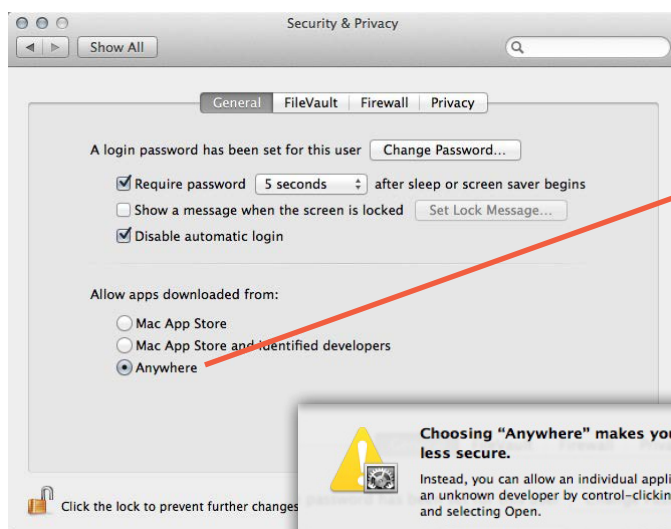 Security & Privacy
Show All
General FileVault Firewall Privacy
A login password has been set for this user Change Password...
Require password 5 seconds after sleep or screen saver begins
Show a message when the screen is locked Set Lock Message...
Disable automatic login
Allow apps downloaded from:
Mac App Store
Mac App Store and identified developers
Anywhere
Choosing "Anywhere" makes you
less secure.
Instead, you can allow an individual appli
an unknown developer by control-clickin
and selecting Open.
Click the lock to prevent further changes